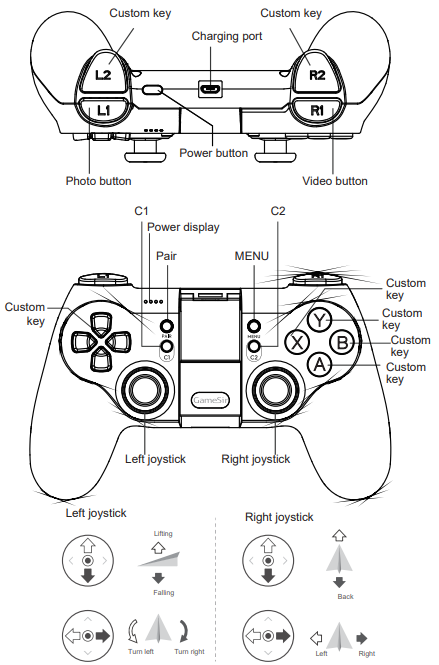 Custom key
Custom key
Charging port
L2
R2
L1
R1
Power button
Photo button
Video button
C1
C2
Power display
Pair
MENU
L1
R1
Custom
key
Custom
key
Custom
key
Custom
key
Custom
key
PAIR
MENU
C1
C2
Y
X
B
A
GameSir
Left joystick
Right joystick
Left joystick
Right joystick
Lifting
Falling
Back
Turn left
Turn right
Left
Right